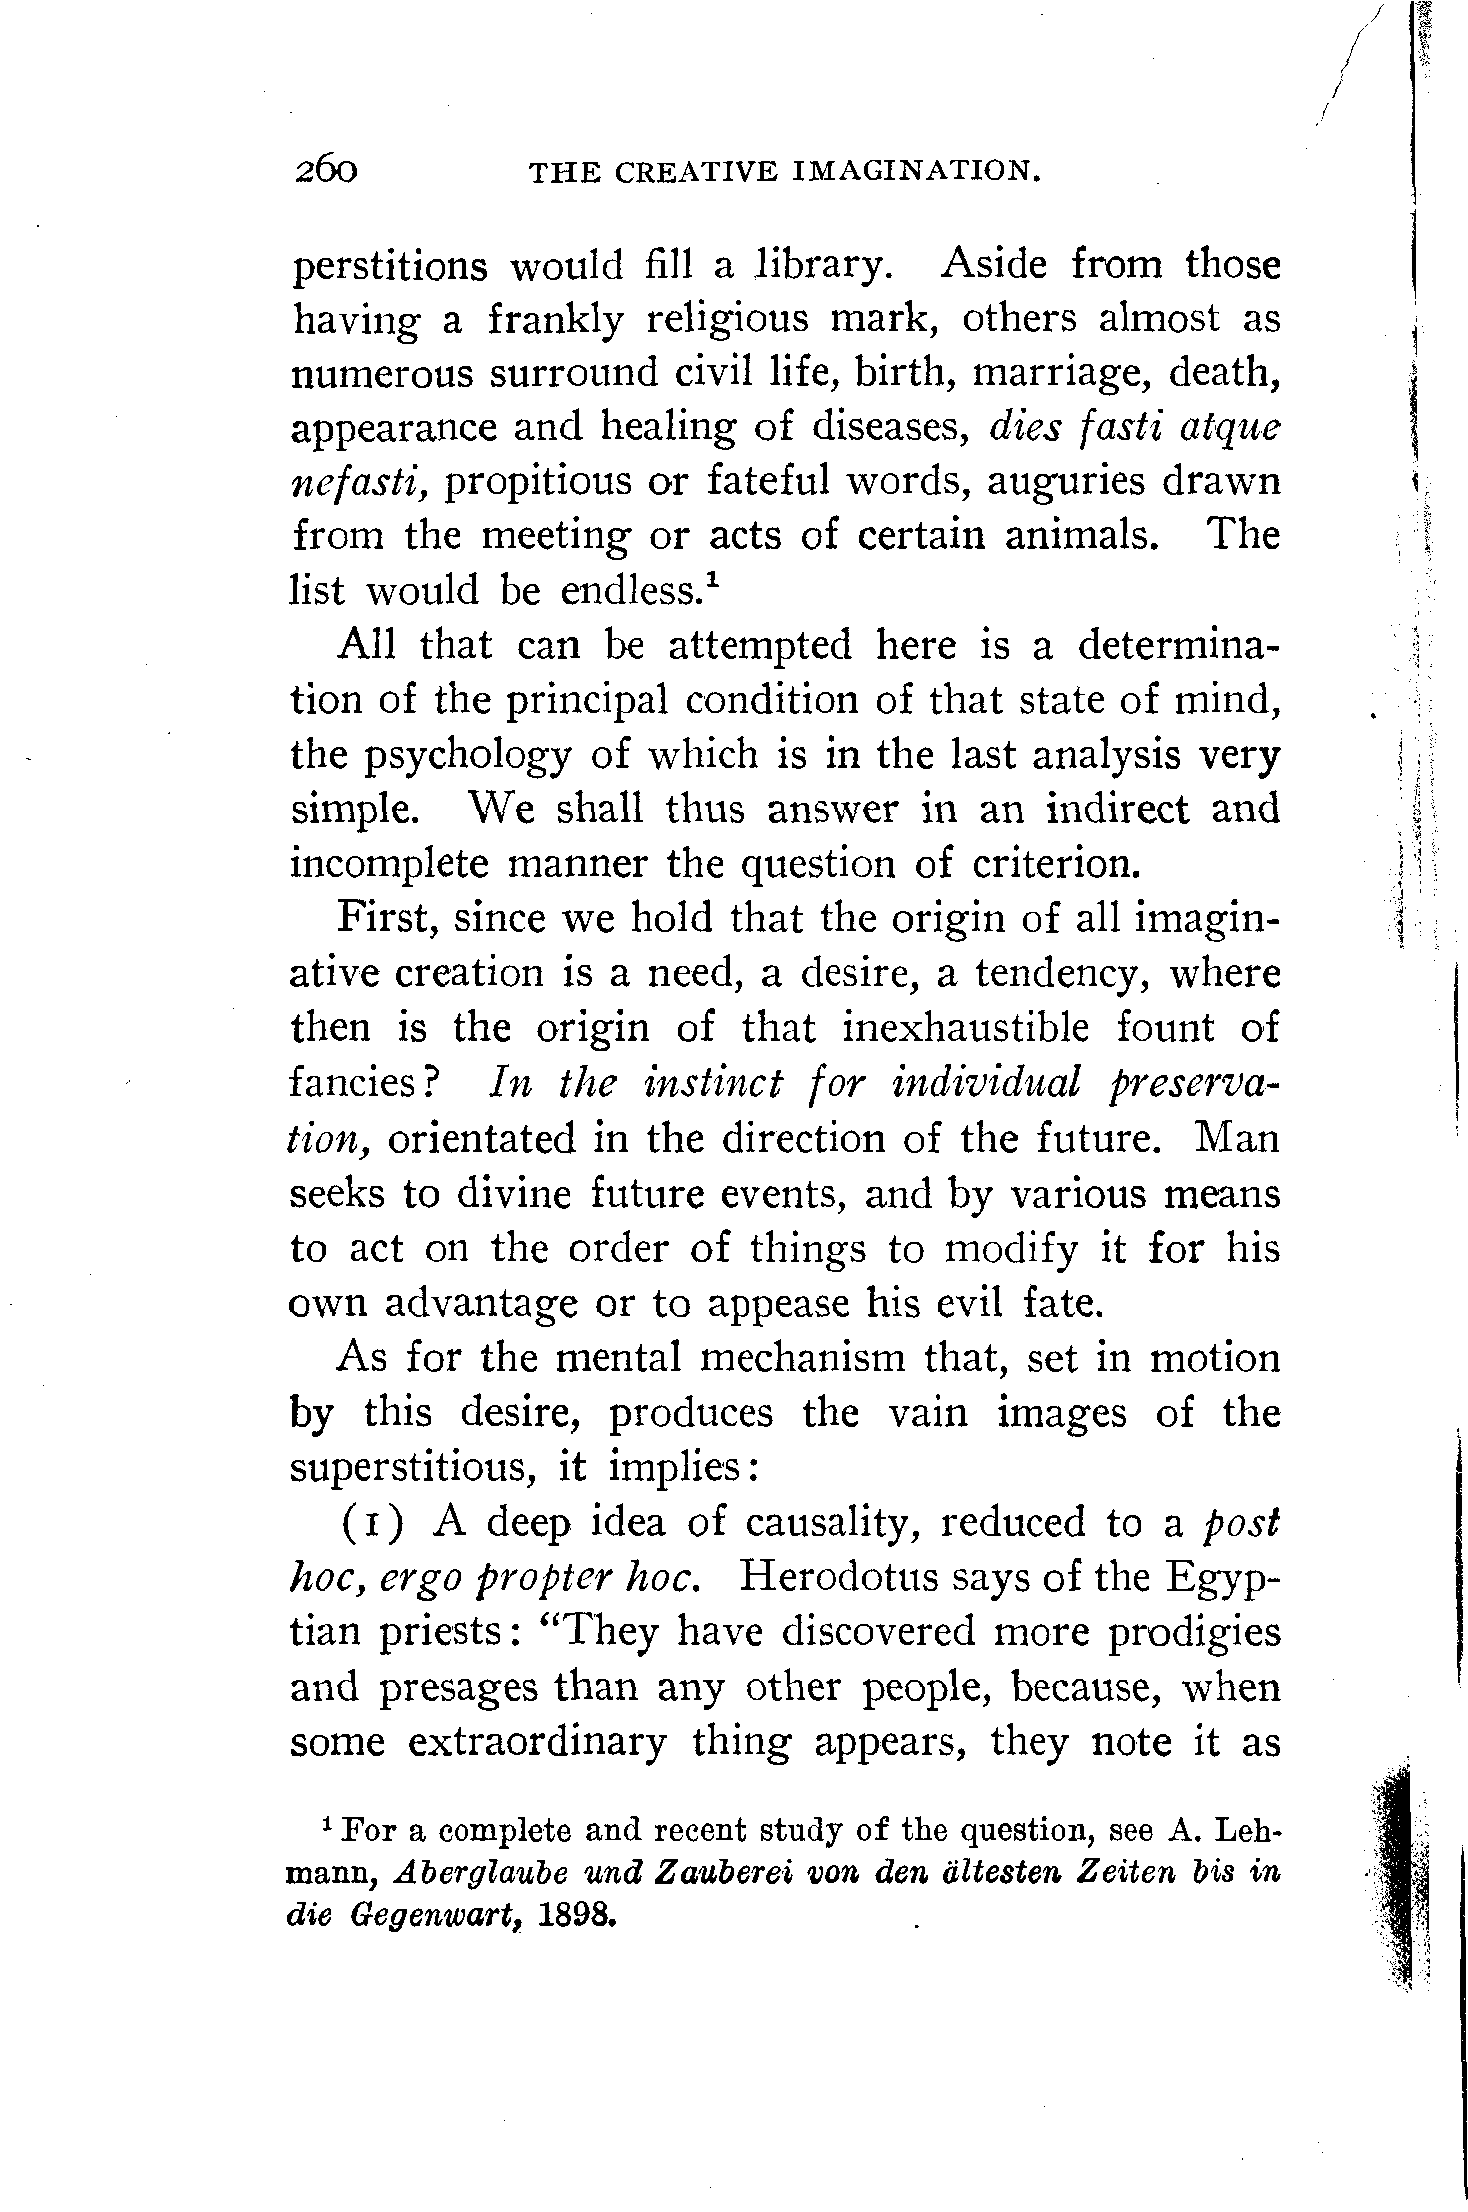 260 THE CREATIVE IMAGINATION.
perstitions would fill a library. Aside from those
having a frankly religious mark, others almost as
numerous surround civil life, birth, marriage, death,
appearance and healing of diseases, dies fasti atque
nefasti, propitious or fateful words, auguries drawn
from the meeting or acts of certain animals. The
list would be endless.¹
All that can be attempted here is a determina-
tion of the principal condition of that state of mind,
the psychology of which is in the last analysis very
simple. We shall thus answer in an indirect and
incomplete manner the question of criterion.
First, since we hold that the origin of all imagin-
ative creation is a need, a desire, a tendency, where
then is the origin of that inexhaustible fount of
fancies? In the instinct for individual preserva-
tion, orientated in the direction of the future. Man
seeks to divine future events, and by various means
to act on the order of things to modify it for his
own advantage or to appease his evil fate.
As for the mental mechanism that, set in motion
by this desire, produces the vain images of the
superstitious, it implies:
(1) A deep idea of causality, reduced to a post
hoc, ergo propter hoc. Herodotus says of the Egyp-
tian priests: "They have discovered more prodigies
and presages than any other people, because, when
some extraordinary thing appears, they note it as
¹ For a complete and recent study of the question, see A. Leh-
mann, Aberglaube und Zauberei von den ältesten Zeiten bis in
die Gegenwart, 1898.